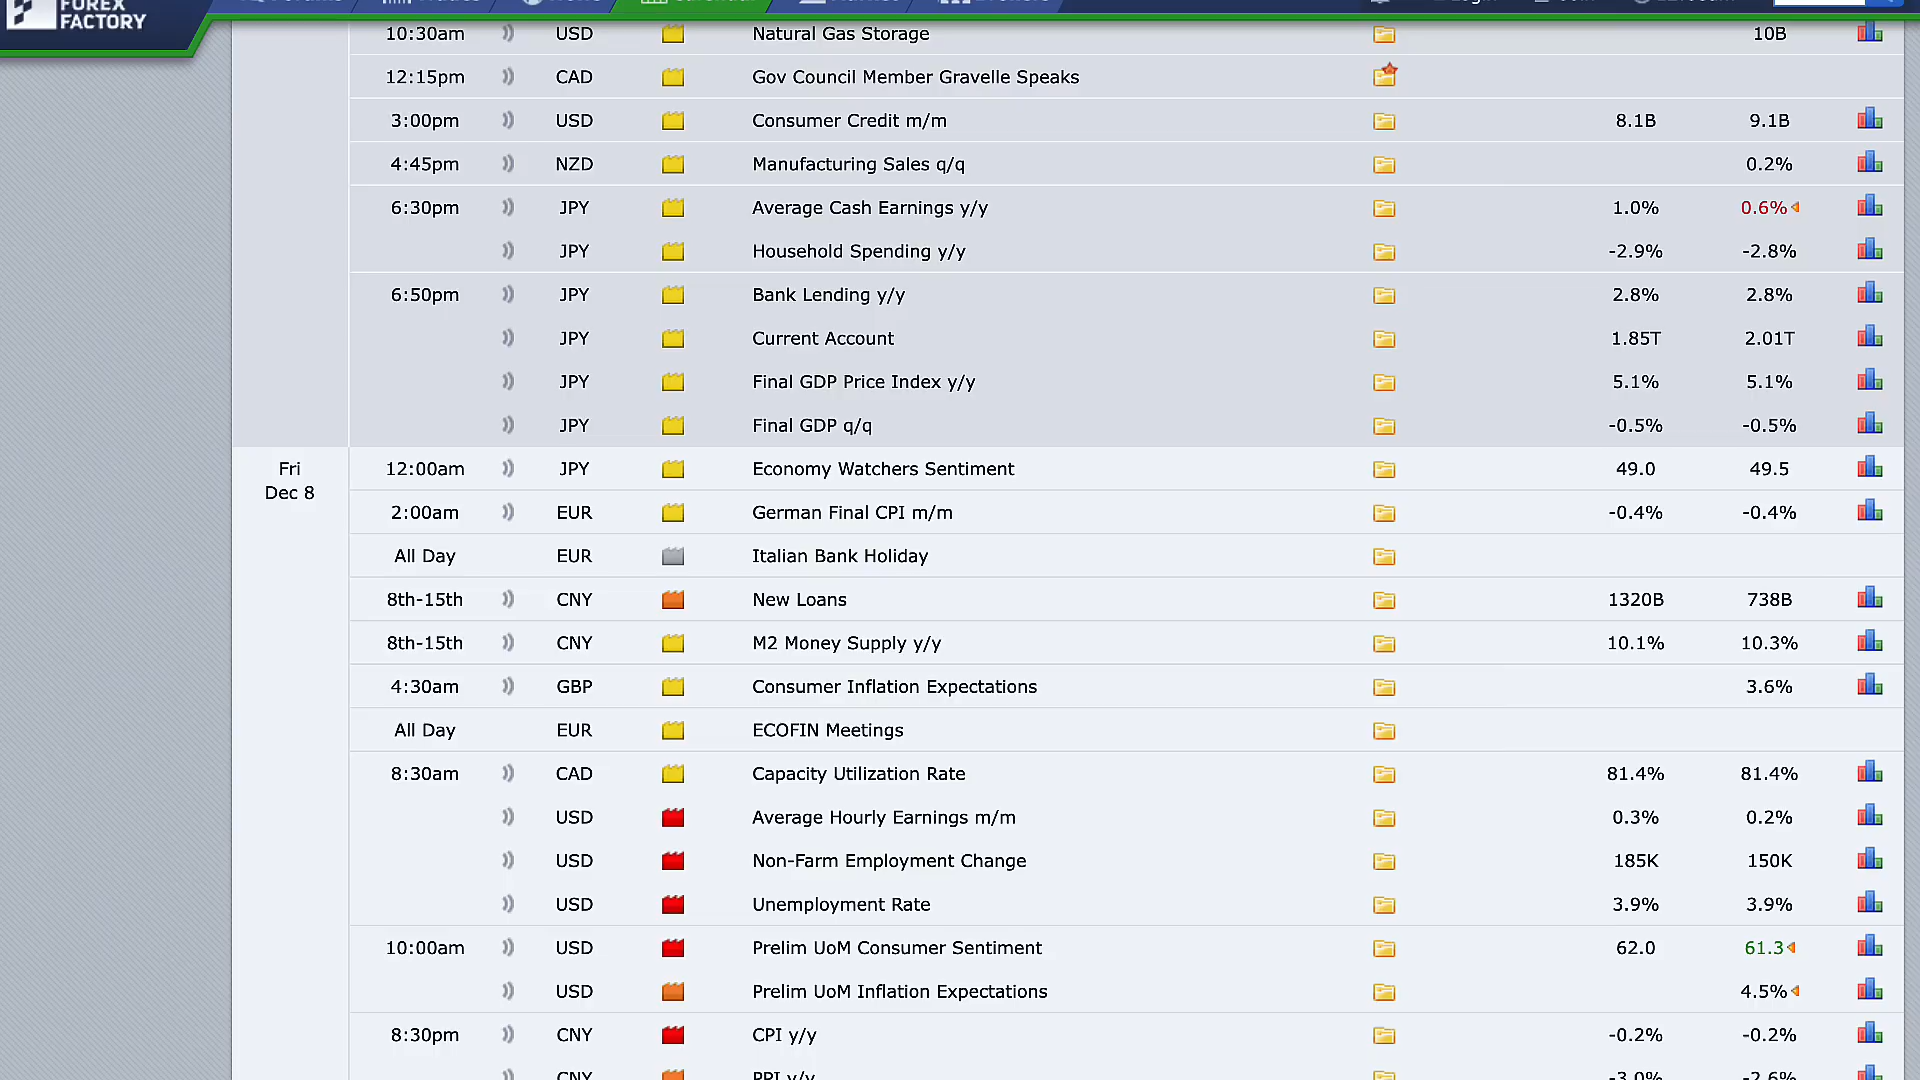 FOREX
FACTORY
10:30am USD Natural Gas Storage 10B
12:15pm CAD Gov Council Member Gravelle Speaks
3:00pm USD Consumer Credit m/m 8.1B 9.1B
4:45pm NZD Manufacturing Sales q/q 0.2%
6:30pm JPY Average Cash Earnings y/y 1.0% 0.6%
JPY Household Spending y/y -2.9% -2.8%
6:50pm JPY Bank Lending y/y 2.8% 2.8%
JPY Current Account 1.85T 2.01T
JPY Final GDP Price Index y/y 5.1% 5.1%
JPY Final GDP q/q -0.5% -0.5%
Fri
Dec 8
12:00am JPY Economy Watchers Sentiment 49.0 49.5
2:00am EUR German Final CPI m/m -0.4% -0.4%
All Day EUR Italian Bank Holiday
8th-15th CNY New Loans 1320B 738B
8th-15th CNY M2 Money Supply y/y 10.1% 10.3%
4:30am GBP Consumer Inflation Expectations 3.6%
All Day EUR ECOFIN Meetings
8:30am CAD Capacity Utilization Rate 81.4% 81.4%
USD Average Hourly Earnings m/m 0.3% 0.2%
USD Non-Farm Employment Change 185K 150K
USD Unemployment Rate 3.9% 3.9%
10:00am USD Prelim UoM Consumer Sentiment 62.0 61.3
USD Prelim UoM Inflation Expectations 4.5%
8:30pm CNY CPI y/y -0.2% -0.2%
CNY PPI y/y -3.0% -2.6%